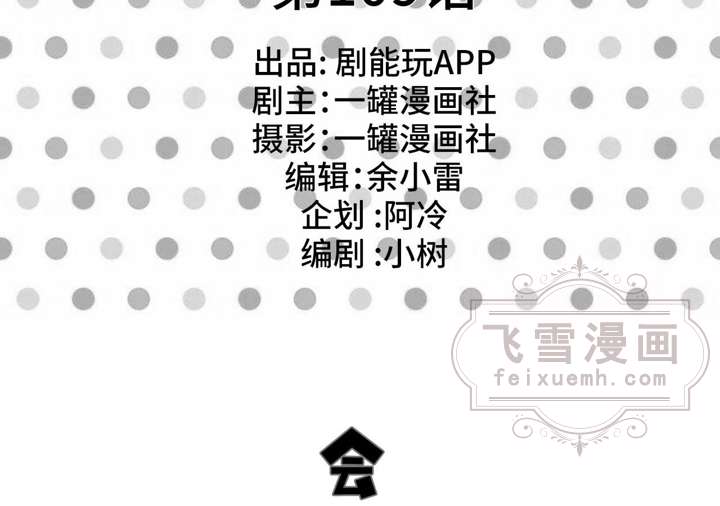 出品: 剧能玩APP
剧主：一罐漫画社
摄影：一罐漫画社
编辑：余小雷
企划 :阿冷
编剧 :小树
飞雪漫画
feixuemh.com
会